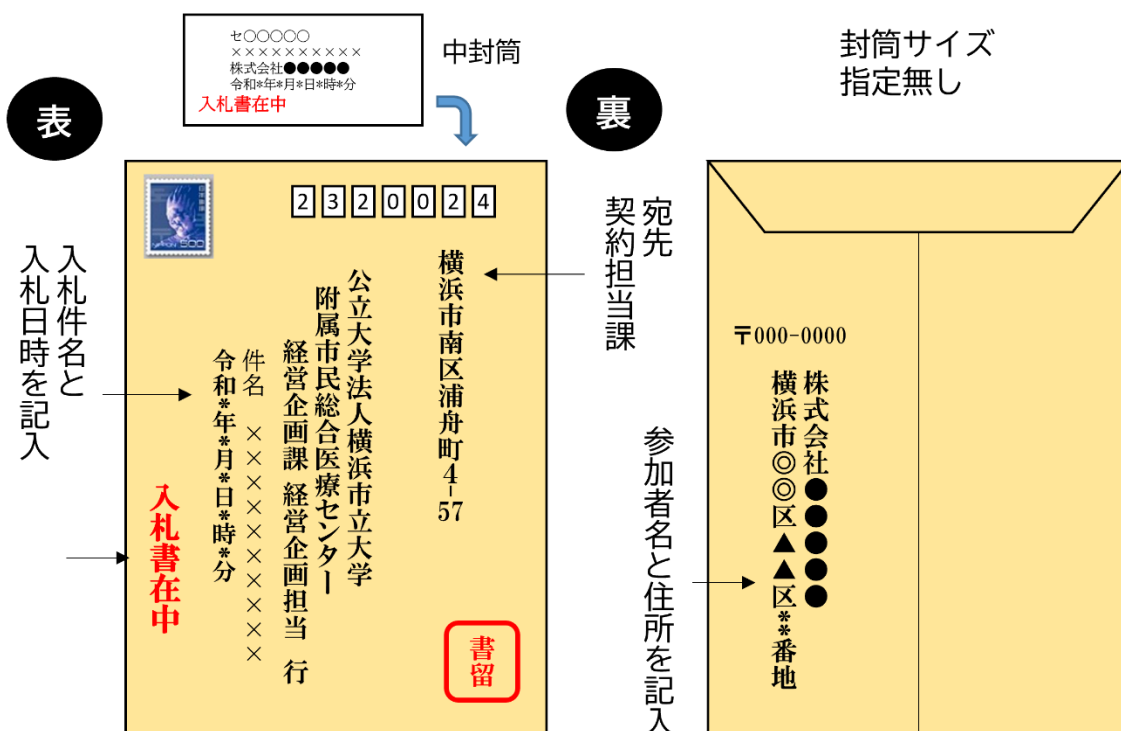 セ○○○○○
××××××××××
株式会社●●●●●
令和*年*月*日*時*分
入札書在中
中封筒
封筒サイズ
指定無し
表
裏
2320024
NIPPON 500
横浜市南区浦舟町4-57
公立大学法人横浜市立大学
附属市民総合医療センター
経営企画課 経営企画担当 行
件名 ××××××××××
令和*年*月*日*時*分
入札書在中
書留
入札件名と
入札日時を記入
宛先
契約担当課
〒000-0000
株式会社●●●●●
横浜市◎◎区▲▲区**番地
参加者名と住所を記入